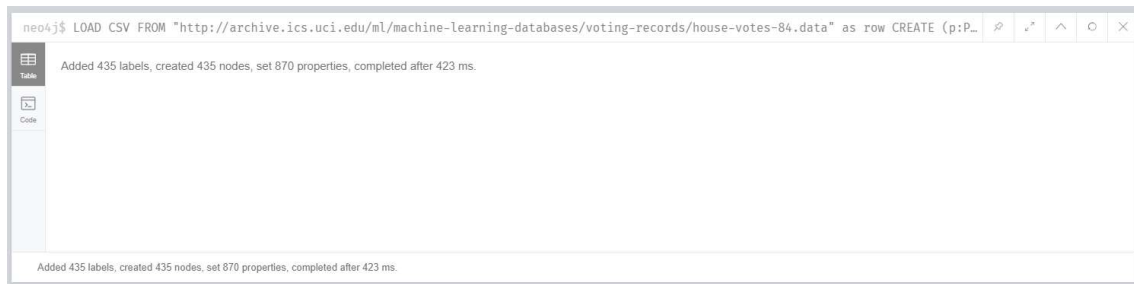 neo4j$ LOAD CSV FROM "http://archive.ics.uci.edu/ml/machine-learning-databases/voting-records/house-votes-84.data" as row CREATE (p:P…
Table
Added 435 labels, created 435 nodes, set 870 properties, completed after 423 ms.
Code
Added 435 labels, created 435 nodes, set 870 properties, completed after 423 ms.